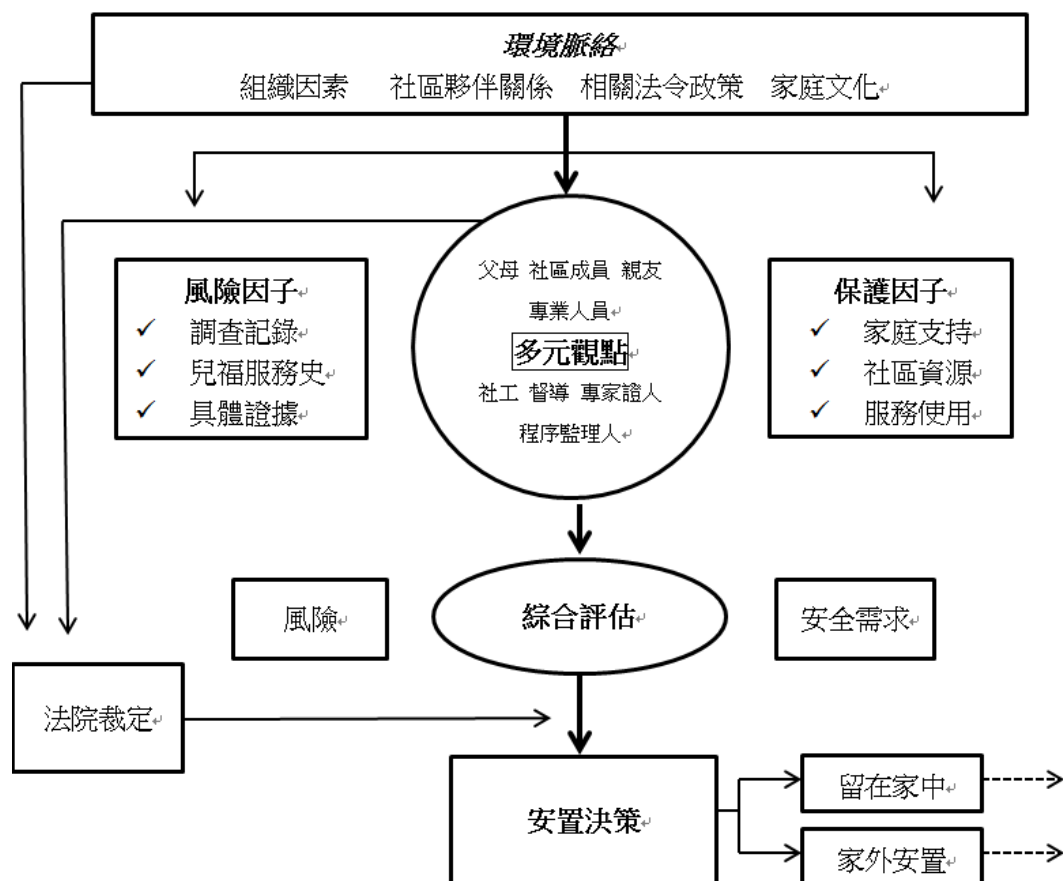 環境脈絡
組織因素 社區夥伴關係 相關法令政策 家庭文化
父母 社區成員 親友
專業人員
多元觀點
社工 督導 專家證人
程序監理人
風險因子
✓ 調查記錄
✓ 兒福服務史
✓ 具體證據
保護因子
✓ 家庭支持
✓ 社區資源
✓ 服務使用
風險
綜合評估
安全需求
法院裁定
安置決策
留在家中
家外安置